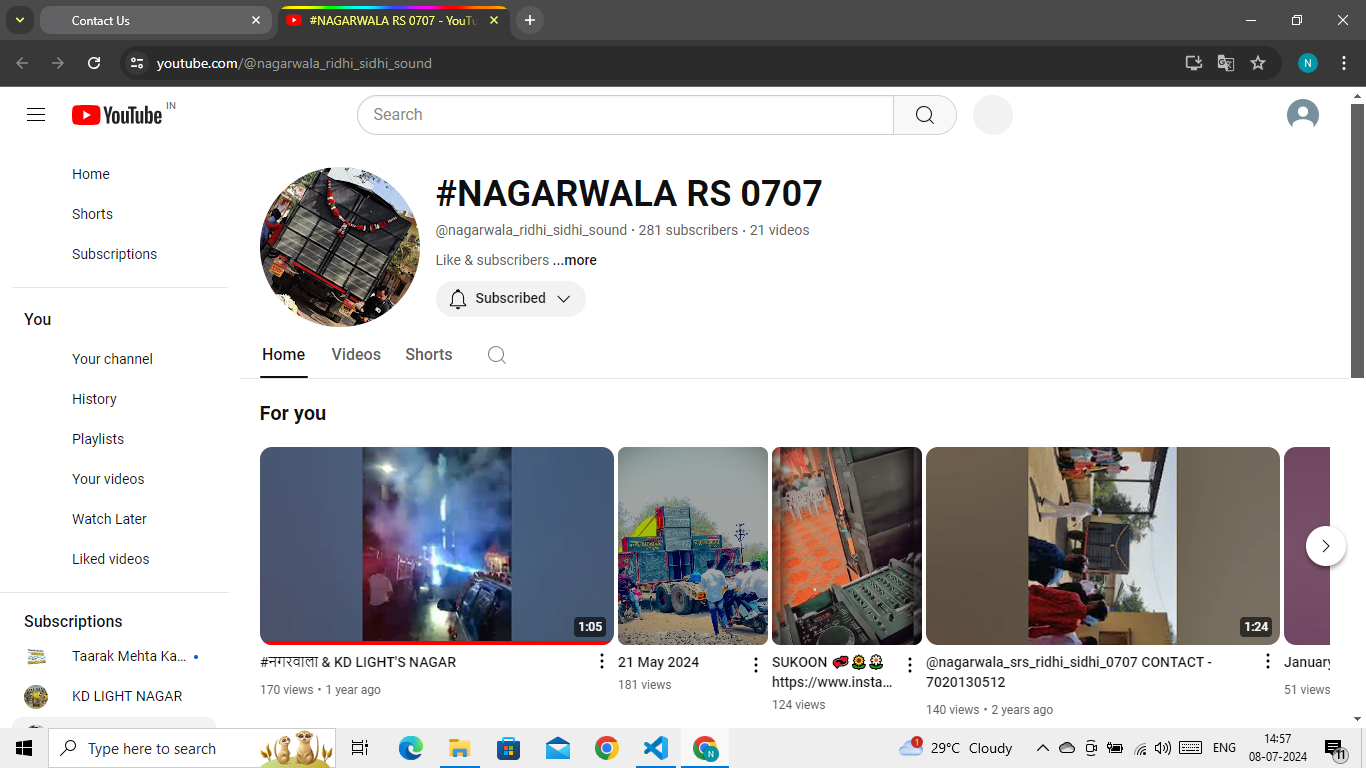 Contact Us
#NAGARWALA RS 0707 - YouTu
youtube.com/@nagarwala_ridhi_sidhi_sound
N
YouTube IN
Search
Home
Shorts
Subscriptions
You
Your channel
History
Playlists
Your videos
Watch Later
Liked videos
Subscriptions
Taarak Mehta Ka...
KD LIGHT NAGAR
#NAGARWALA RS 0707
@nagarwala_ridhi_sidhi_sound · 281 subscribers · 21 videos
Like & subscribers ...more
Subscribed
Home Videos Shorts
For you
1:05
#नगरवाला & KD LIGHT'S NAGAR
170 views • 1 year ago
21 May 2024
181 views
SUKOON
https://www.insta...
124 views
1:24
@nagarwala_srs_ridhi_sidhi_0707 CONTACT -
7020130512
140 views • 2 years ago
January
51 views
Type here to search
N
1
29°C Cloudy
ENG
14:57
08-07-2024
11